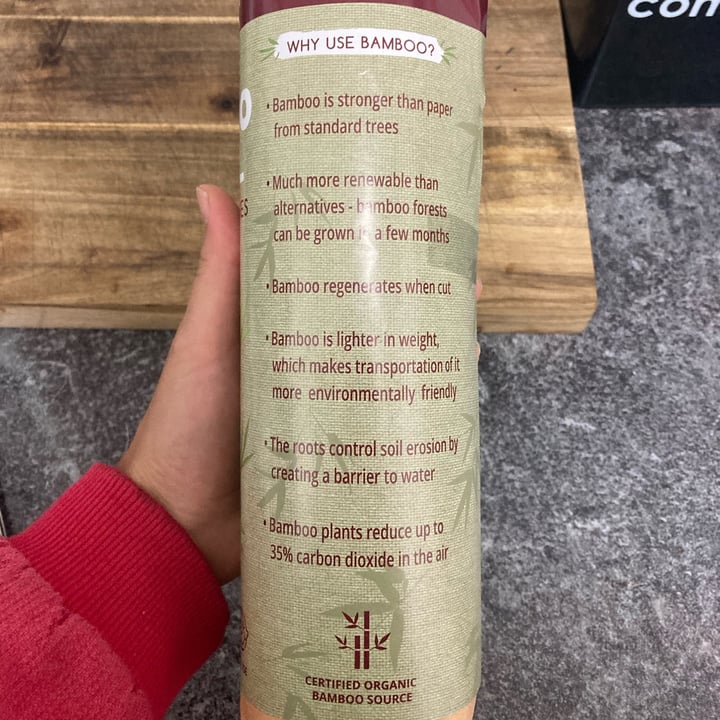 WHY USE BAMBOO?
• Bamboo is stronger than paper
from standard trees
• Much more renewable than
alternatives - bamboo forests
can be grown in a few months
• Bamboo regenerates when cut
• Bamboo is lighter in weight,
which makes transportation of it
more environmentally friendly
• The roots control soil erosion by
creating a barrier to water
• Bamboo plants reduce up to
35% carbon dioxide in the air
CERTIFIED ORGANIC
BAMBOO SOURCE